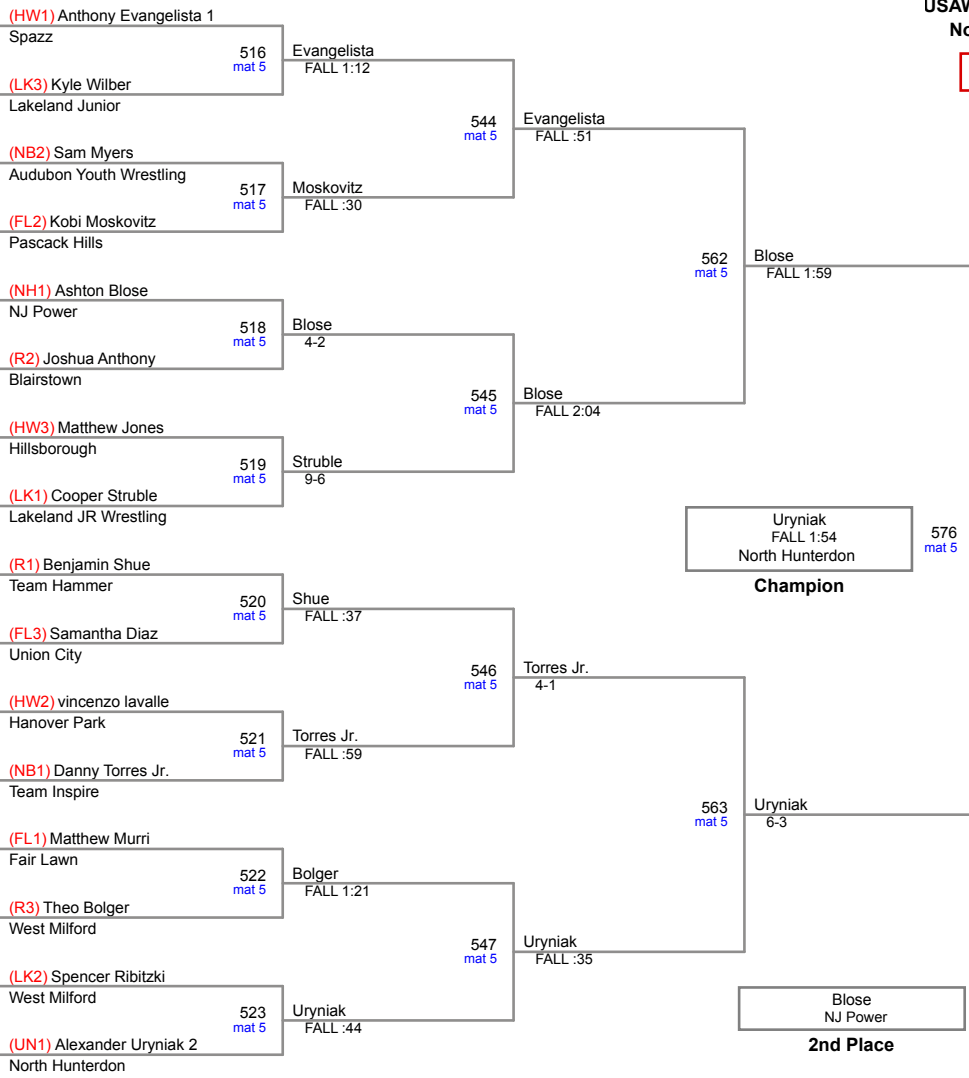 USAW
No
(HW1) Anthony Evangelista 1
Spazz
516
mat 5
Evangelista
FALL 1:12
(LK3) Kyle Wilber
Lakeland Junior
544
mat 5
Evangelista
FALL :51
(NB2) Sam Myers
Audubon Youth Wrestling
517
mat 5
Moskovitz
FALL :30
(FL2) Kobi Moskovitz
Pascack Hills
562
mat 5
Blose
FALL 1:59
(NH1) Ashton Blose
NJ Power
518
mat 5
Blose
4-2
(R2) Joshua Anthony
Blairstown
545
mat 5
Blose
FALL 2:04
(HW3) Matthew Jones
Hillsborough
519
mat 5
Struble
9-6
(LK1) Cooper Struble
Lakeland JR Wrestling
Uryniak
FALL 1:54
North Hunterdon
576
mat 5
Champion
(R1) Benjamin Shue
Team Hammer
520
mat 5
Shue
FALL :37
(FL3) Samantha Diaz
Union City
546
mat 5
Torres Jr.
4-1
(HW2) vincenzo lavalle
Hanover Park
521
mat 5
Torres Jr.
FALL :59
(NB1) Danny Torres Jr.
Team Inspire
563
mat 5
Uryniak
6-3
(FL1) Matthew Murri
Fair Lawn
522
mat 5
Bolger
FALL 1:21
(R3) Theo Bolger
West Milford
547
mat 5
Uryniak
FALL :35
(LK2) Spencer Ribitzki
West Milford
523
mat 5
Uryniak
FALL :44
(UN1) Alexander Uryniak 2
North Hunterdon
Blose
NJ Power
2nd Place